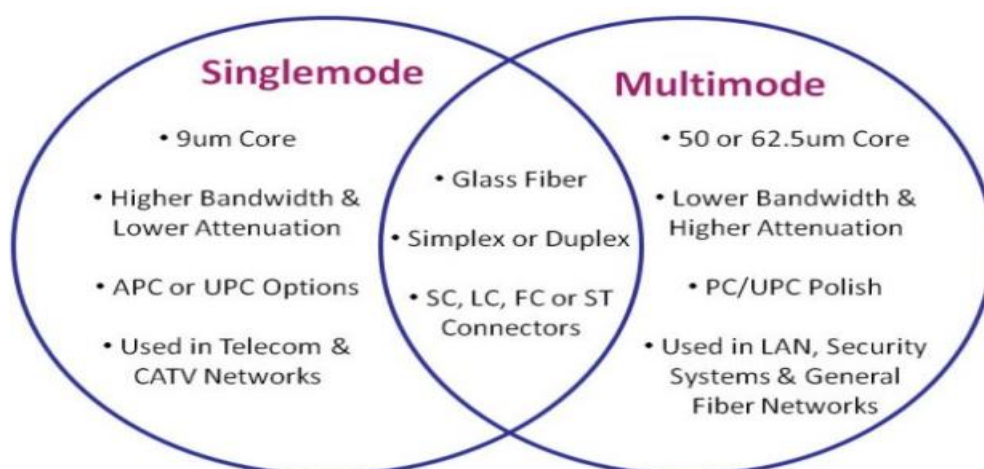 Singlemode
• 9um Core
• Higher Bandwidth &
Lower Attenuation
• APC or UPC Options
• Used in Telecom &
CATV Networks
• Glass Fiber
• Simplex or Duplex
• SC, LC, FC or ST
Connectors
Multimode
• 50 or 62.5um Core
• Lower Bandwidth &
Higher Attenuation
• PC/UPC Polish
• Used in LAN, Security
Systems & General
Fiber Networks